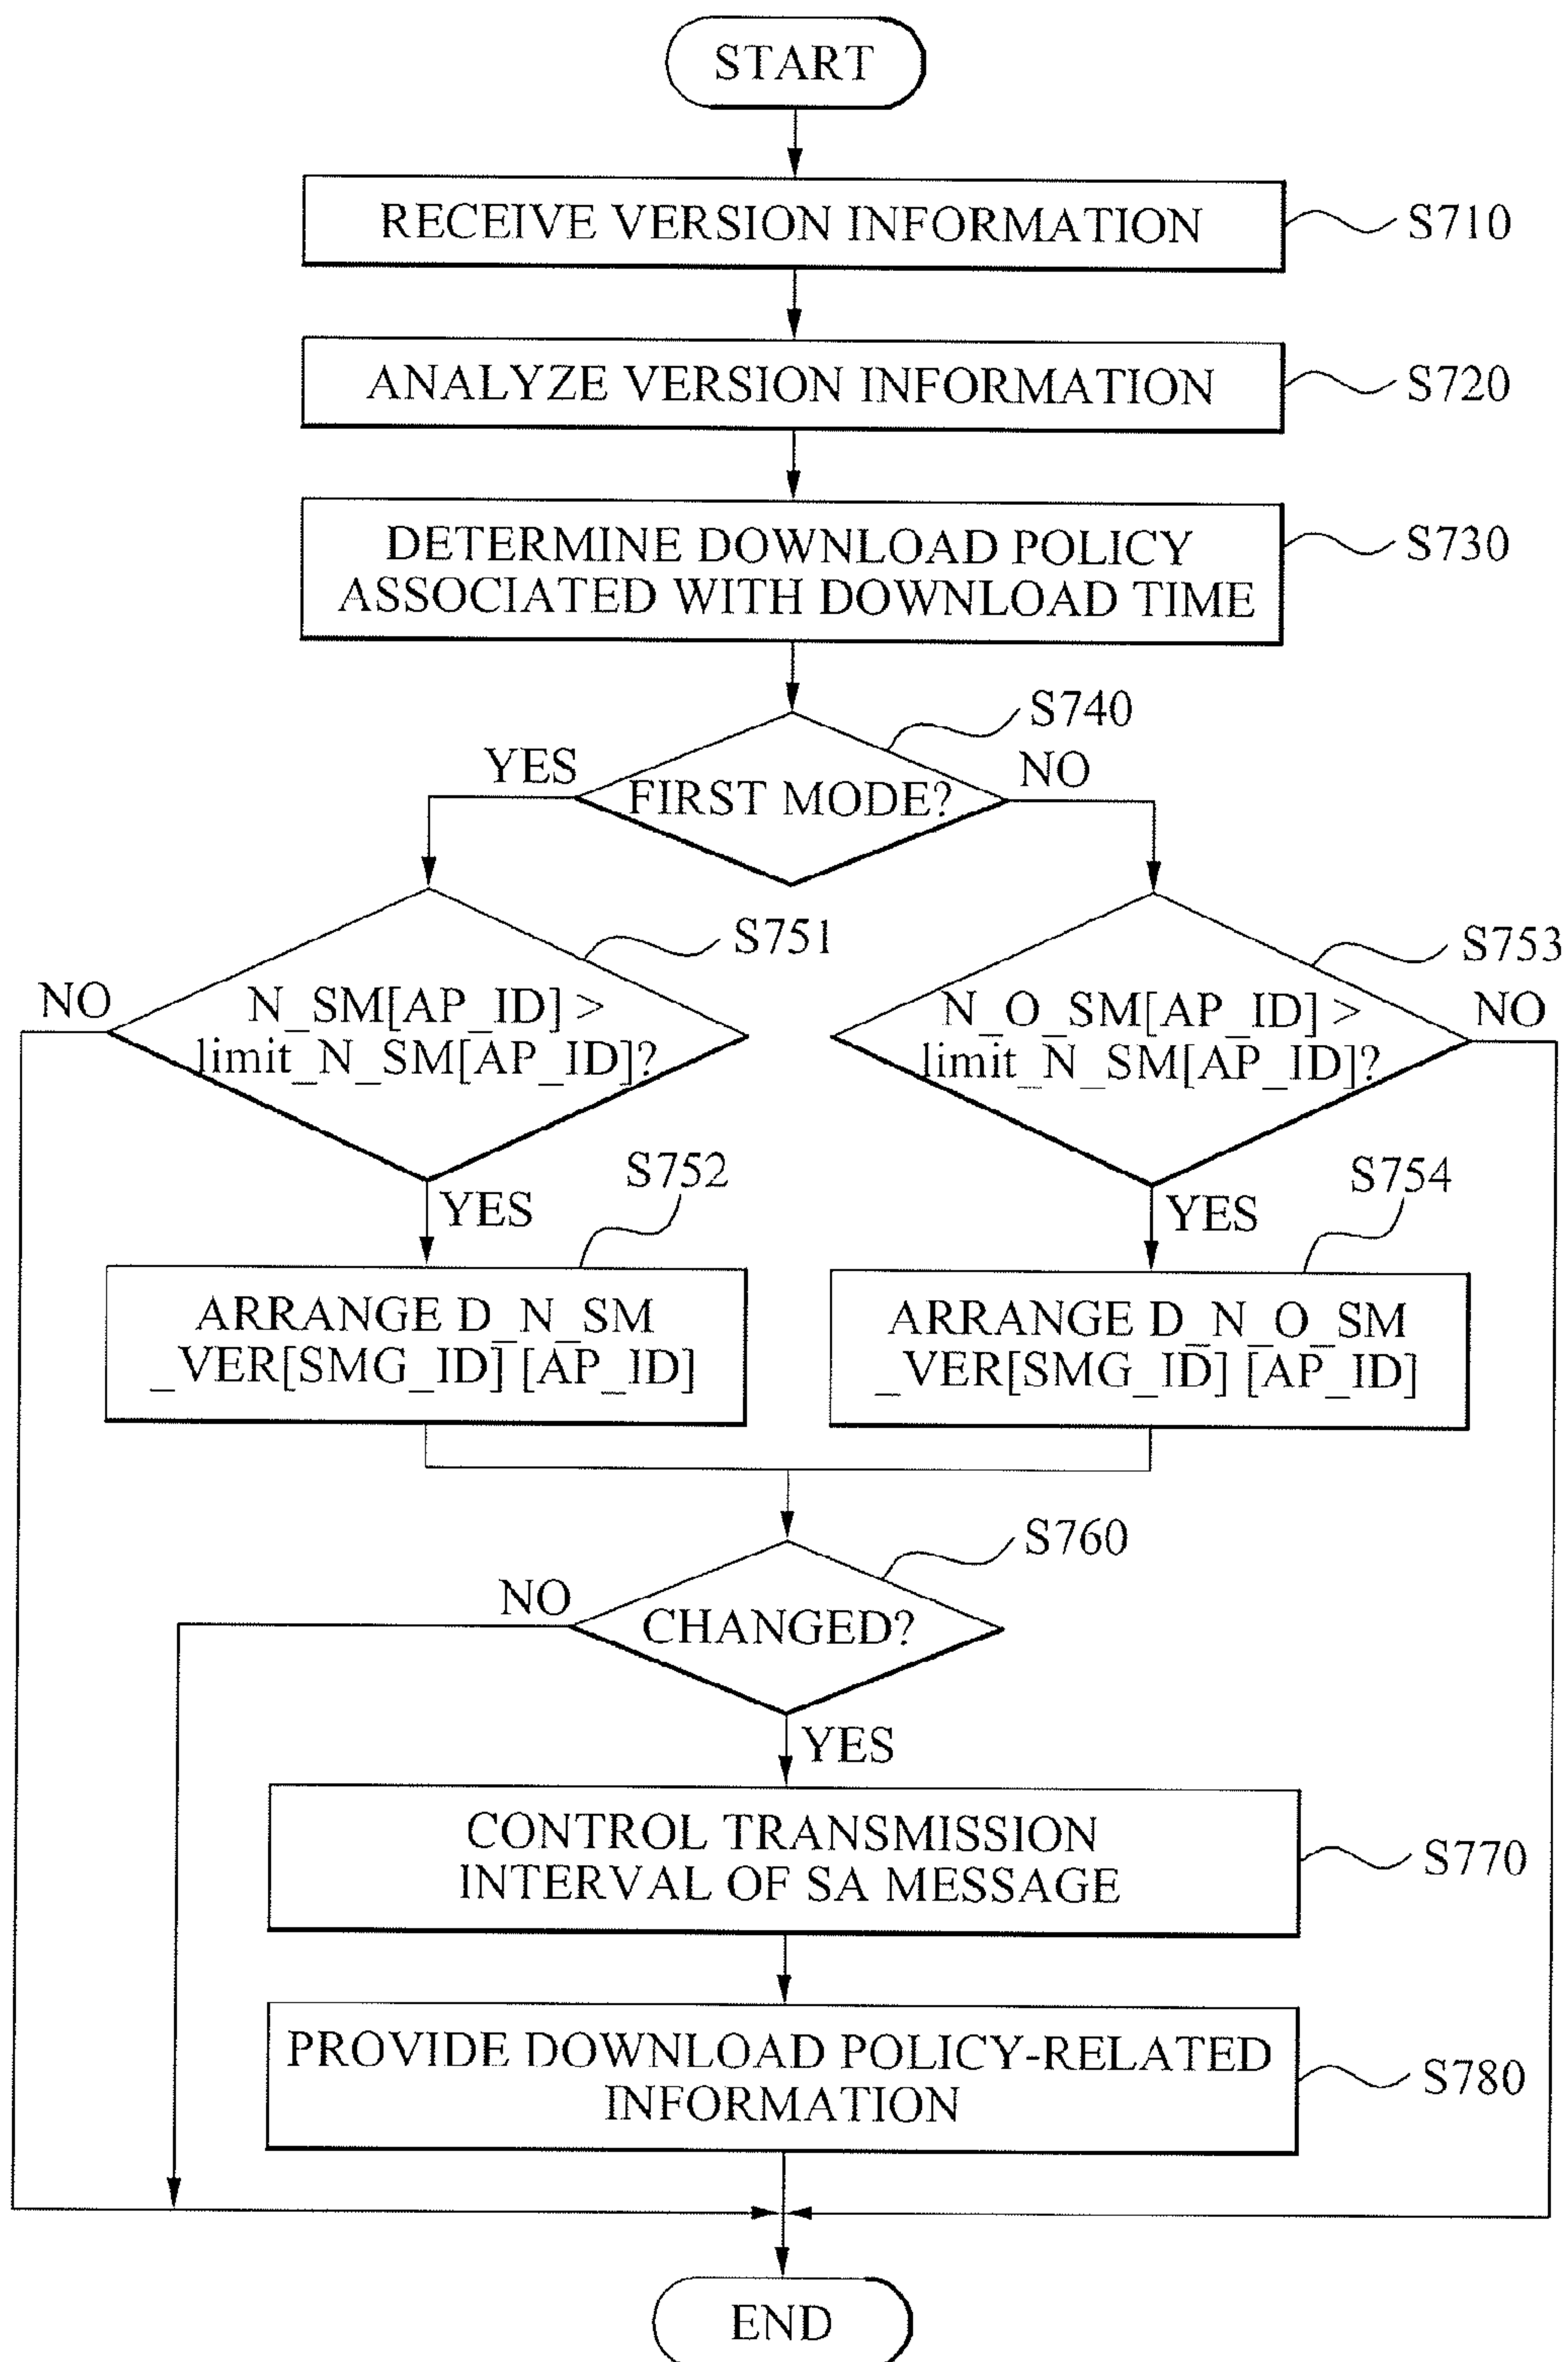 START
RECEIVE VERSION INFORMATION
S710
ANALYZE VERSION INFORMATION
S720
DETERMINE DOWNLOAD POLICY
ASSOCIATED WITH DOWNLOAD TIME
S730
S740
YES
NO
FIRST MODE?
S751
S753
NO
N_SM[AP_ID] >
limit_N_SM[AP_ID]?
N_O_SM[AP_ID] >
limit_N_SM[AP_ID]?
NO
S752
YES
S754
YES
ARRANGE D_N_SM
_VER[SMG_ID] [AP_ID]
ARRANGE D_N_O_SM
_VER[SMG_ID] [AP_ID]
S760
NO
CHANGED?
YES
CONTROL TRANSMISSION
INTERVAL OF SA MESSAGE
S770
PROVIDE DOWNLOAD POLICY-RELATED
INFORMATION
S780
END